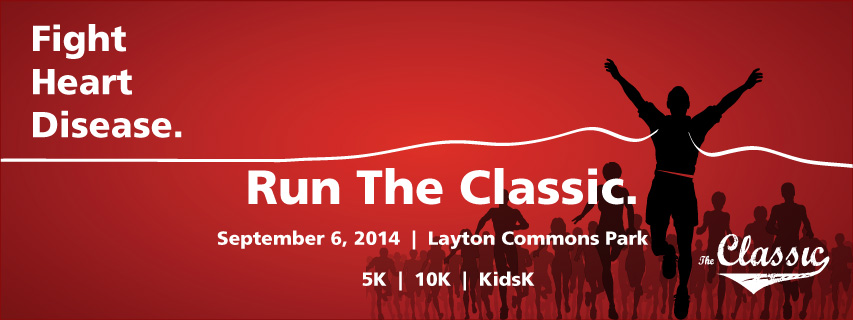 Fight
Heart
Disease.
Run The Classic.
September 6, 2014 | Layton Commons Park
5K | 10K | KidsK
The Classic